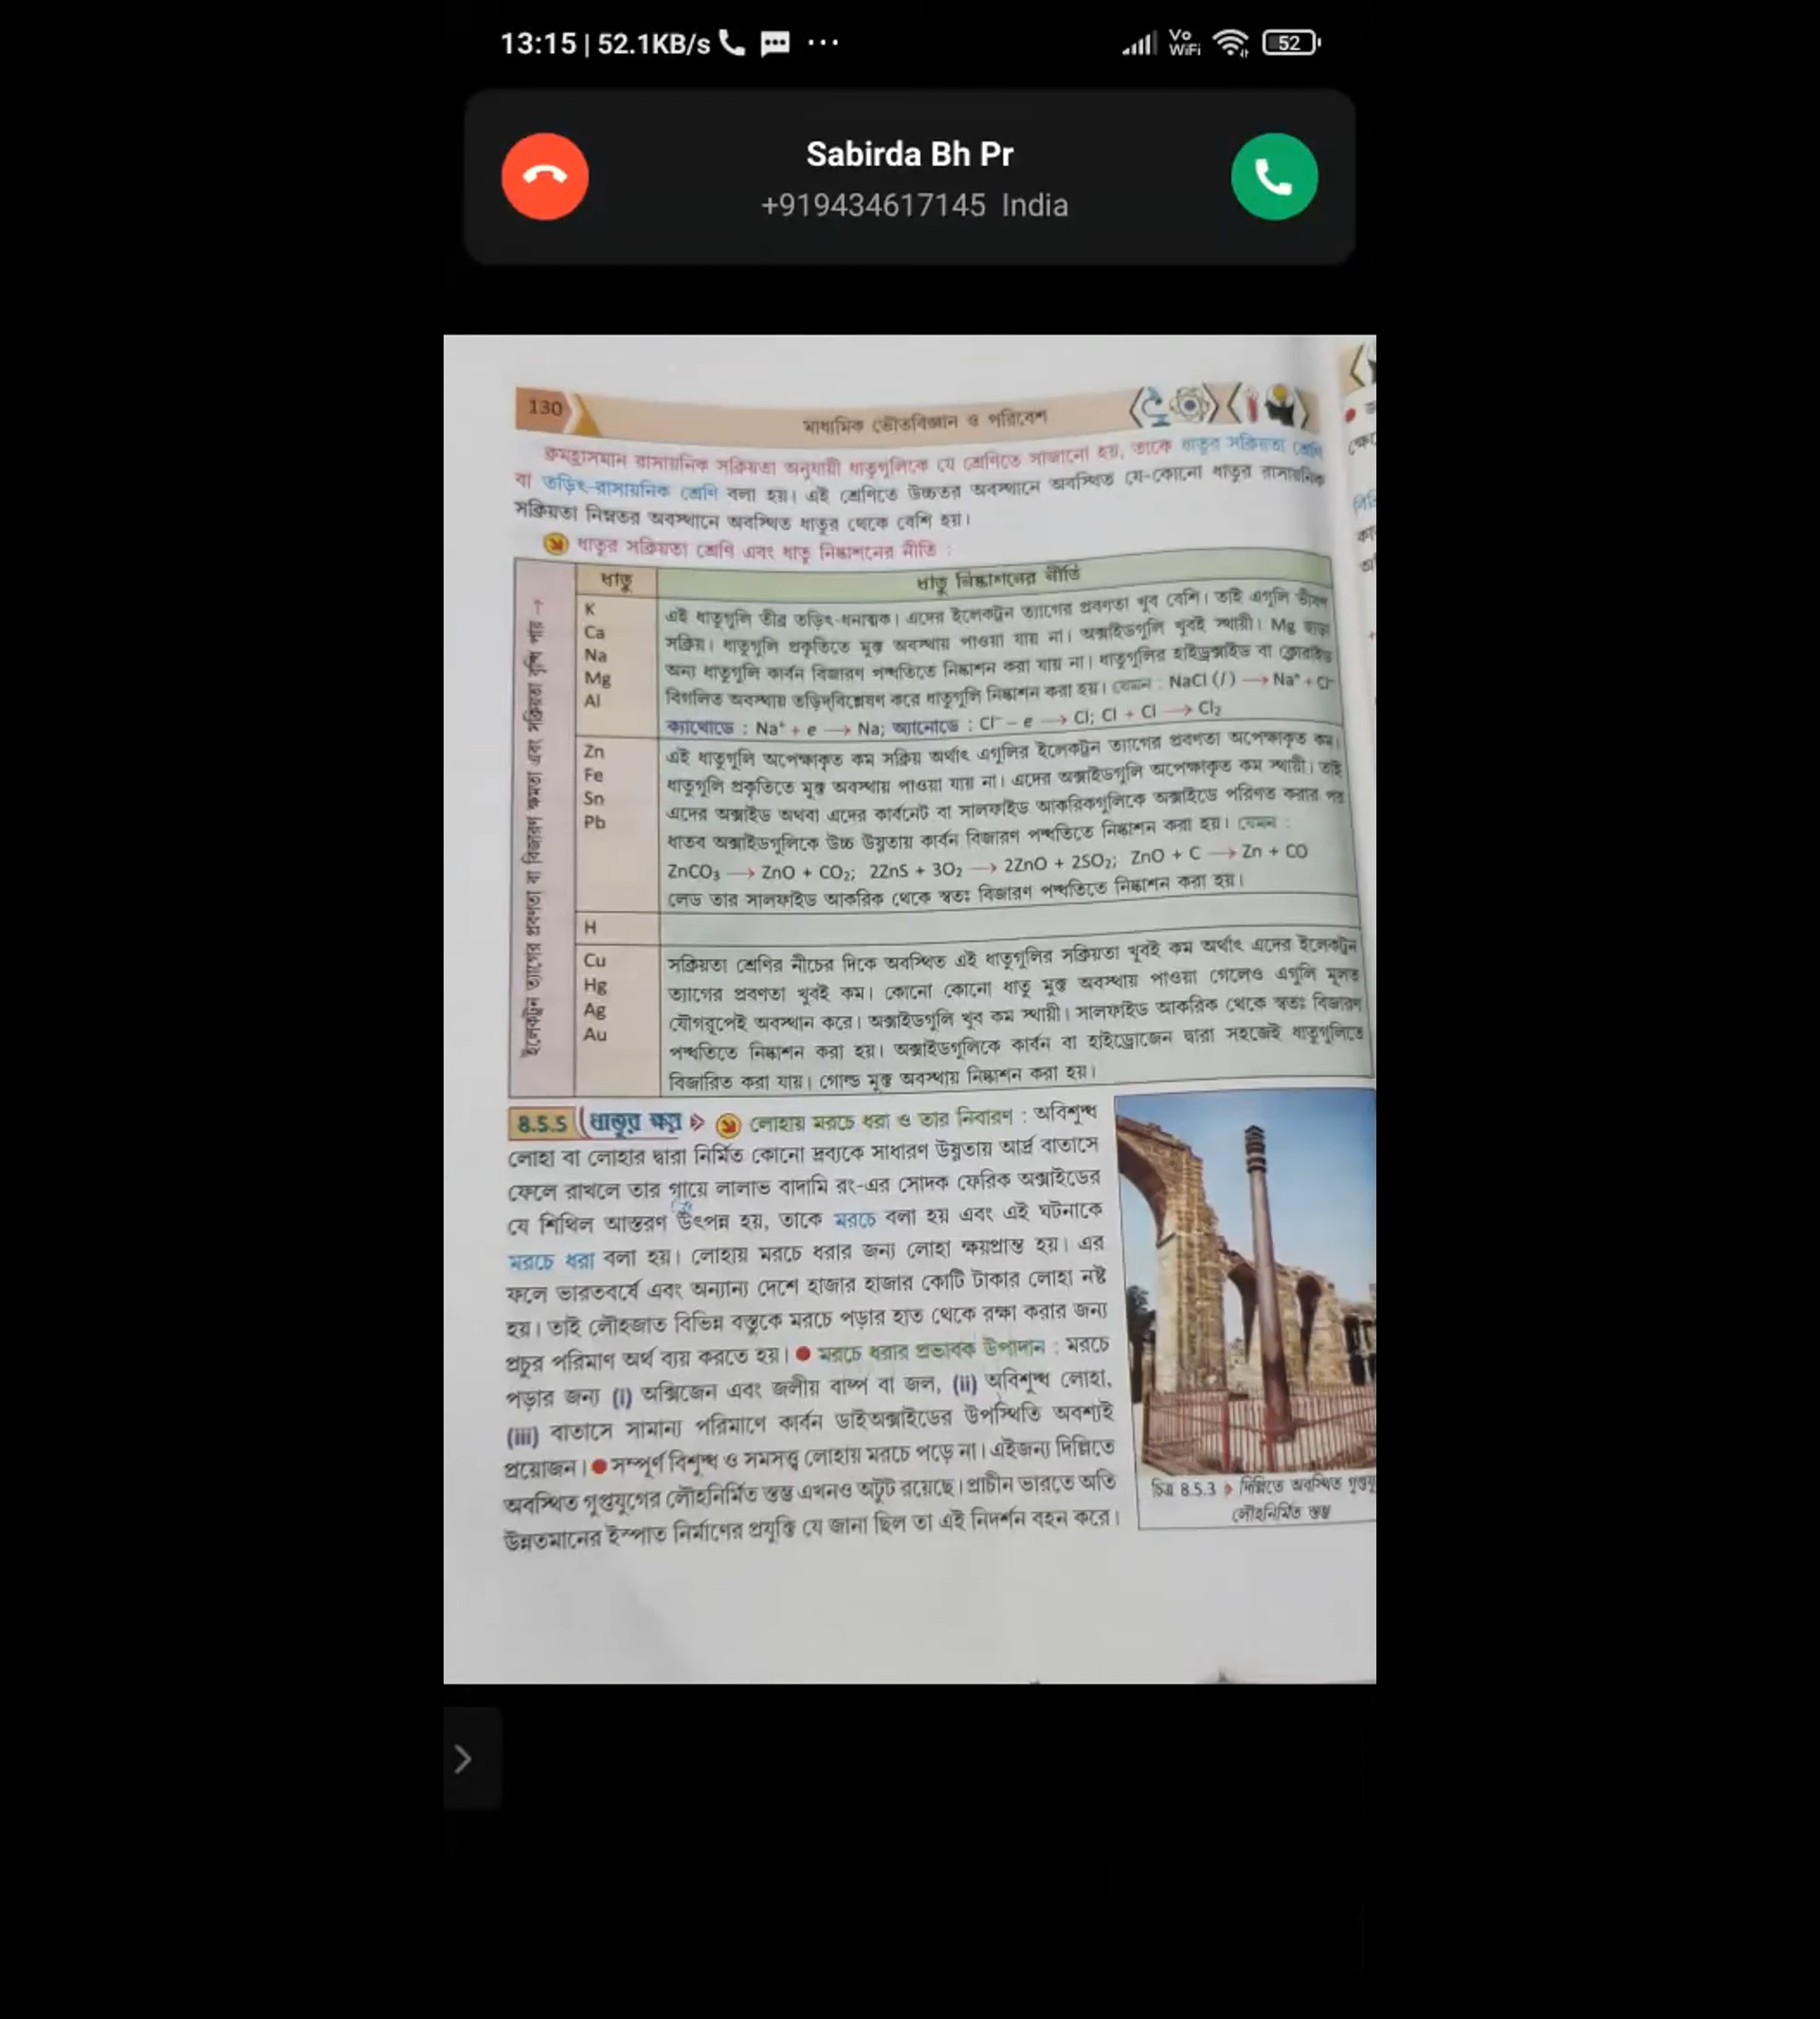 13:15 | 52.1KB/s
Vo WiFi 52
Sabirda Bh Pr
+919434617145 India
130
মাধ্যমিক ভৌতবিজ্ঞান ও পরিবেশ
ক্রমহ্রাসমান রাসায়নিক সক্রিয়তা অনুযায়ী ধাতুগুলিকে যে শ্রেণিতে সাজানো হয়, তাকে ধাতুর সক্রিয়তা শ্রেণি
বা তড়িৎ-রাসায়নিক শ্রেণি বলা হয়। এই শ্রেণিতে উচ্চতর অবস্থানে অবস্থিত যে-কোনো ধাতুর রাসায়নিক
সক্রিয়তা নিম্নতর অবস্থানে অবস্থিত ধাতুর থেকে বেশি হয়।
ধাতুর সক্রিয়তা শ্রেণি এবং ধাতু নিষ্কাশনের নীতি :
ইলেকট্রন ত্যাগের প্রবণতা বা বিজারণ ক্ষমতা এবং সক্রিয়তা বৃদ্ধি পায় →
ধাতু
ধাতু নিষ্কাশনের নীতি
K
Ca
Na
Mg
Al
এই ধাতুগুলি তীব্র তড়িৎ-ধনাত্মক। এদের ইলেকট্রন ত্যাগের প্রবণতা খুব বেশি। তাই এগুলি ভীষণ
সক্রিয়। ধাতুগুলি প্রকৃতিতে মুক্ত অবস্থায় পাওয়া যায় না। অক্সাইডগুলি খুবই স্থায়ী। Mg ছাড়া
অন্য ধাতুগুলি কার্বন বিজারণ পদ্ধতিতে নিষ্কাশন করা যায় না। ধাতুগুলির হাইড্রক্সাইড বা ক্লোরাইড
বিগলিত অবস্থায় তড়িদ্‌বিশ্লেষণ করে ধাতুগুলি নিষ্কাশন করা হয়। যেমন : NaCl (l) → Na⁺ + Cl⁻
ক্যাথোডে : Na⁺ + e → Na; অ্যানোডে : Cl⁻ – e → Cl; Cl + Cl → Cl₂
Zn
Fe
Sn
Pb
এই ধাতুগুলি অপেক্ষাকৃত কম সক্রিয় অর্থাৎ এগুলির ইলেকট্রন ত্যাগের প্রবণতা অপেক্ষাকৃত কম।
ধাতুগুলি প্রকৃতিতে মুক্ত অবস্থায় পাওয়া যায় না। এদের অক্সাইডগুলি অপেক্ষাকৃত কম স্থায়ী। তাই
এদের অক্সাইড অথবা এদের কার্বনেট বা সালফাইড আকরিকগুলিকে অক্সাইডে পরিণত করার পর
ধাতব অক্সাইডগুলিকে উচ্চ উষ্ণতায় কার্বন বিজারণ পদ্ধতিতে নিষ্কাশন করা হয়। যেমন :
ZnCO₃ → ZnO + CO₂; 2ZnS + 3O₂ → 2ZnO + 2SO₂; ZnO + C → Zn + CO
লেড তার সালফাইড আকরিক থেকে স্বতঃ বিজারণ পদ্ধতিতে নিষ্কাশন করা হয়।
H
Cu
Hg
Ag
Au
সক্রিয়তা শ্রেণির নীচের দিকে অবস্থিত এই ধাতুগুলির সক্রিয়তা খুবই কম অর্থাৎ এদের ইলেকট্রন
ত্যাগের প্রবণতা খুবই কম। কোনো কোনো ধাতু মুক্ত অবস্থায় পাওয়া গেলেও এগুলি মূলত
যৌগরূপেই অবস্থান করে। অক্সাইডগুলি খুব কম স্থায়ী। সালফাইড আকরিক থেকে স্বতঃ বিজারণ
পদ্ধতিতে নিষ্কাশন করা হয়। অক্সাইডগুলিকে কার্বন বা হাইড্রোজেন দ্বারা সহজেই ধাতুগুলিতে
বিজারিত করা যায়। গোল্ড মুক্ত অবস্থায় নিষ্কাশন করা হয়।
8.5.5 ধাতুর ক্ষয় লোহায় মরচে ধরা ও তার নিবারণ : অবিশুদ্ধ
লোহা বা লোহার দ্বারা নির্মিত কোনো দ্রব্যকে সাধারণ উষ্ণতায় আর্দ্র বাতাসে
ফেলে রাখলে তার গায়ে লালাভ বাদামি রং-এর সোদক ফেরিক অক্সাইডের
যে শিথিল আস্তরণ উৎপন্ন হয়, তাকে মরচে বলা হয় এবং এই ঘটনাকে
মরচে ধরা বলা হয়। লোহায় মরচে ধরার জন্য লোহা ক্ষয়প্রাপ্ত হয়। এর
ফলে ভারতবর্ষে এবং অন্যান্য দেশে হাজার হাজার কোটি টাকার লোহা নষ্ট
হয়। তাই লৌহজাত বিভিন্ন বস্তুকে মরচে পড়ার হাত থেকে রক্ষা করার জন্য
প্রচুর পরিমাণ অর্থ ব্যয় করতে হয়। ● মরচে ধরার প্রভাবক উপাদান : মরচে
পড়ার জন্য (i) অক্সিজেন এবং জলীয় বাষ্প বা জল, (ii) অবিশুদ্ধ লোহা,
(iii) বাতাসে সামান্য পরিমাণে কার্বন ডাইঅক্সাইডের উপস্থিতি অবশ্যই
প্রয়োজন। ● সম্পূর্ণ বিশুদ্ধ ও সমসত্ত্ব লোহায় মরচে পড়ে না। এইজন্য দিল্লিতে
অবস্থিত গুপ্তযুগের লৌহনির্মিত স্তম্ভ এখনও অটুট রয়েছে। প্রাচীন ভারতে অতি
উন্নতমানের ইস্পাত নির্মাণের প্রযুক্তি যে জানা ছিল তা এই নিদর্শন বহন করে।
চিত্র 8.5.3 দিল্লিতে অবস্থিত গুপ্তযু
লৌহনির্মিত স্তম্ভ